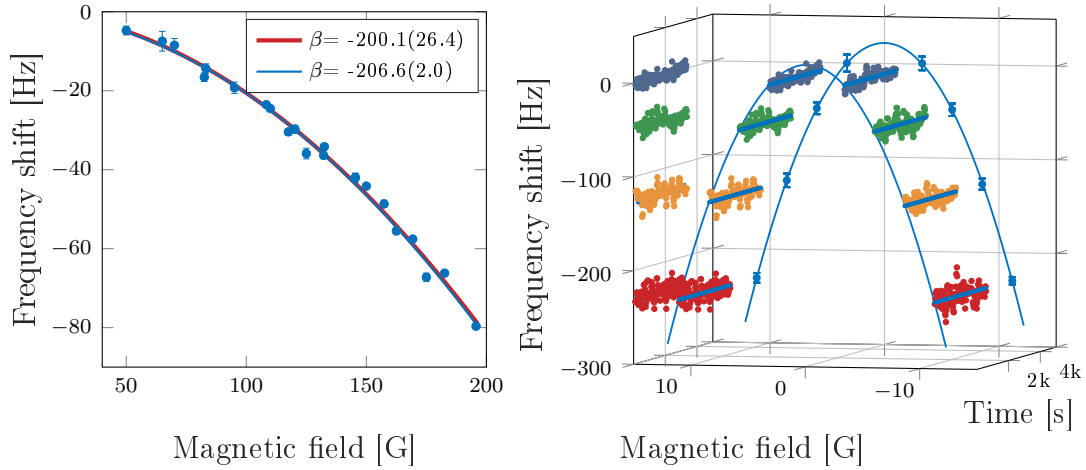 0
−20
−40
−60
−80
50
100
150
200
Frequency shift [Hz]
Magnetic field [G]
β= -200.1(26.4)
β= -206.6(2.0)
0
−100
−200
−300
10
0
−10
2k
4k
Frequency shift [Hz]
Time [s]
Magnetic field [G]